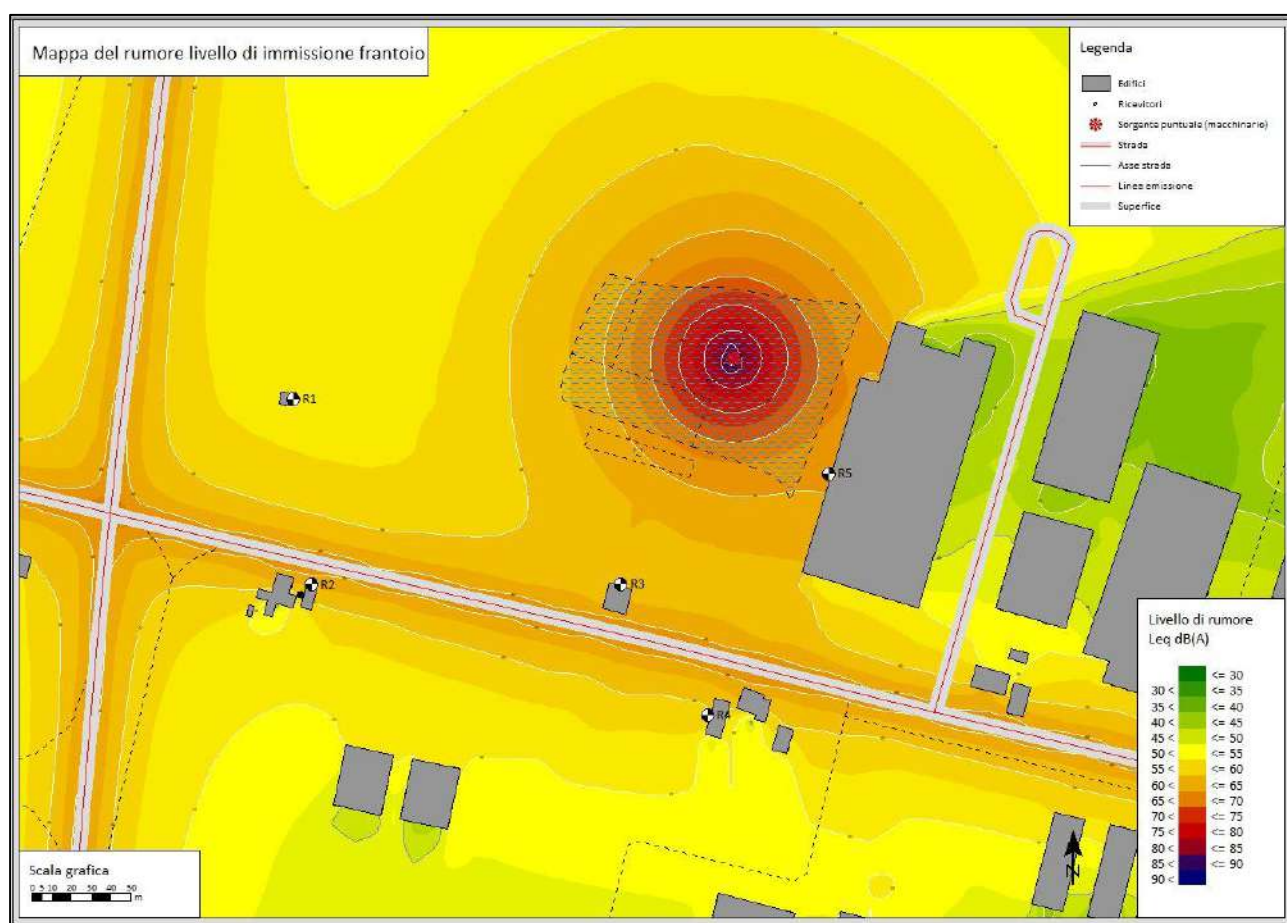 Mappa del rumore livello di immissione frantoio
Legenda
Edifici
Ricevitori
Sorgente puntuale (macchinario)
Strada
Asse strada
Linea emissione
Superfice
R1
R5
R2
R3
R4
Livello di rumore
Leq dB(A)
<= 30
30 < <= 35
35 < <= 40
40 < <= 45
45 < <= 50
50 < <= 55
55 < <= 60
60 < <= 65
65 < <= 70
70 < <= 75
75 < <= 80
80 < <= 85
85 < <= 90
90 <
Scala grafica
0 5 10 20 30 40 50
m
N